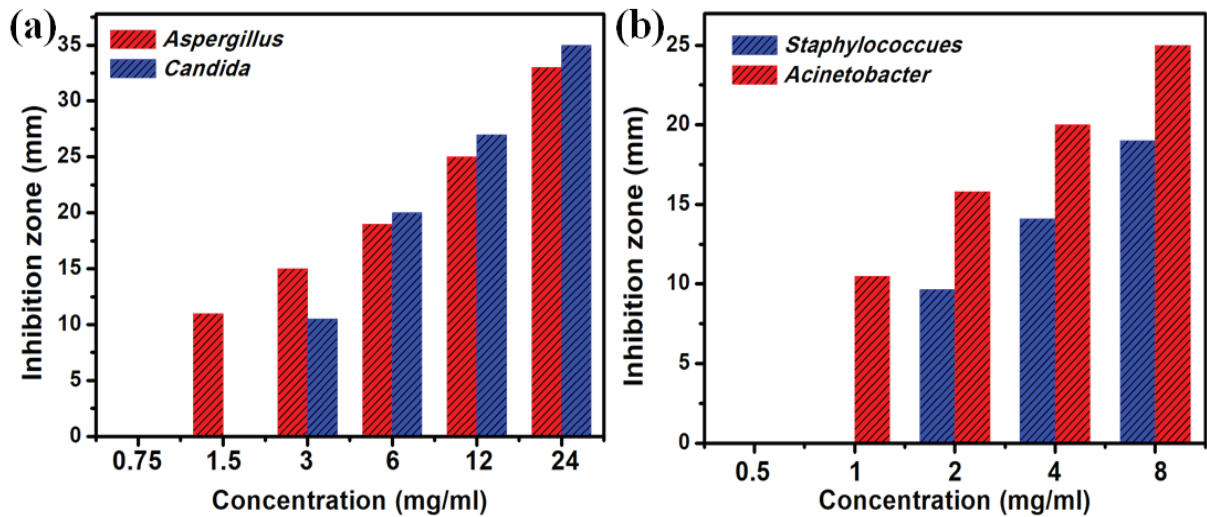 (a)
Aspergillus
Candida
Inhibition zone (mm)
35
30
25
20
15
10
5
0
0.75 1.5 3 6 12 24
Concentration (mg/ml)
(b)
Staphylococcues
Acinetobacter
Inhibition zone (mm)
25
20
15
10
5
0
0.5 1 2 4 8
Concentration (mg/ml)